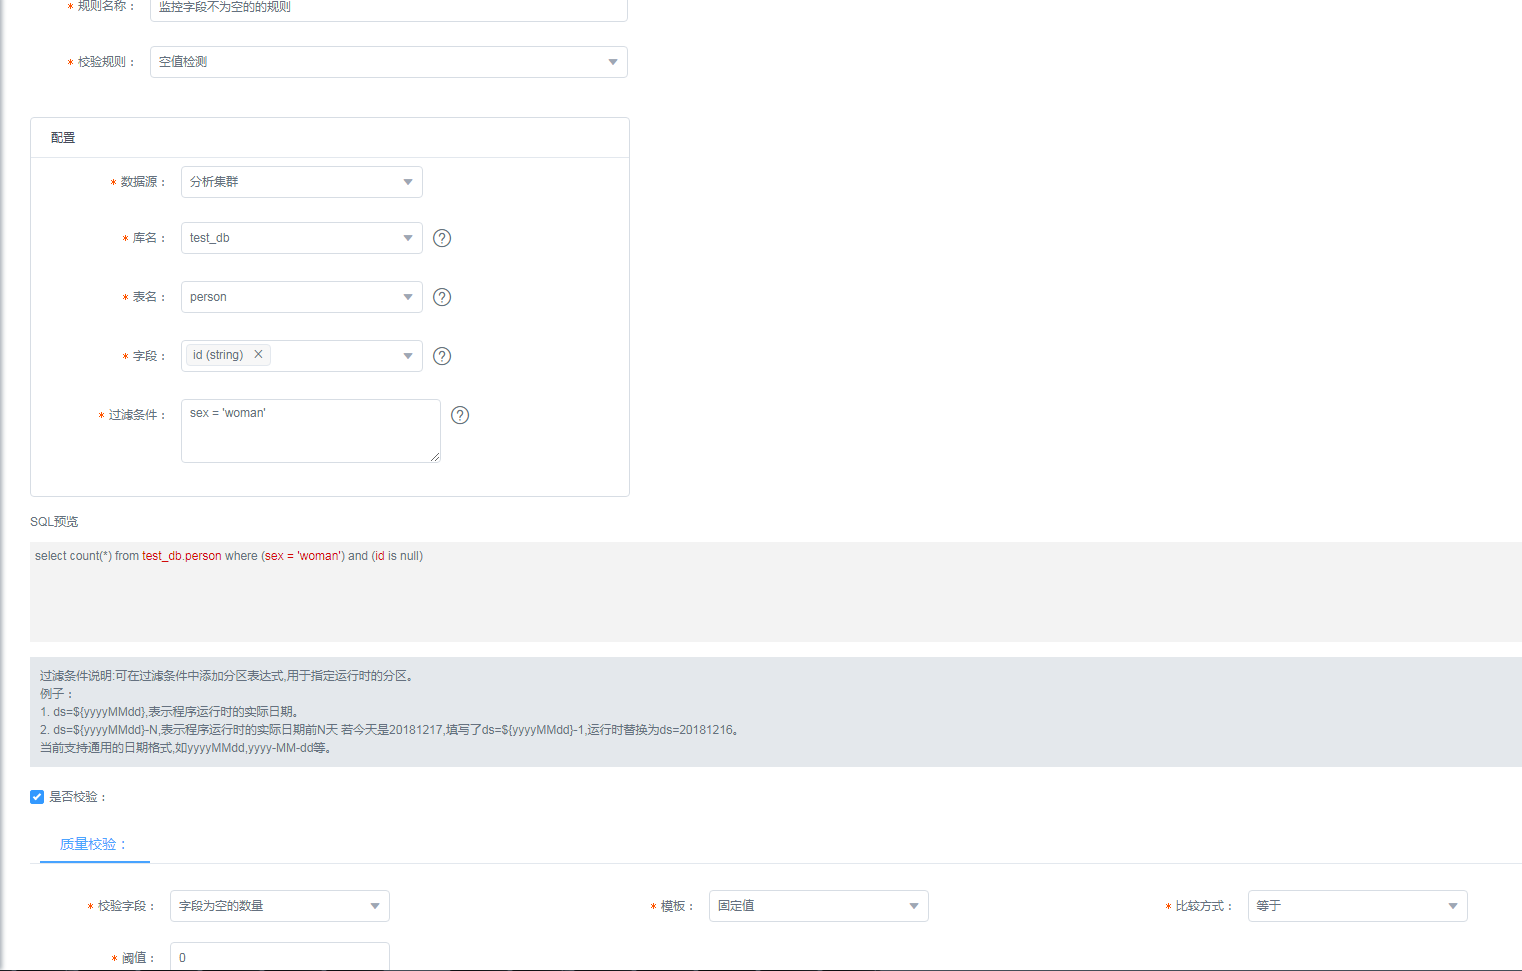 * 规则名称： 监控字段不为空的的规则
* 校验规则： 空值检测
配置
* 数据源： 分析集群
* 库名： test_db ?
* 表名： person ?
* 字段： id (string) × ?
* 过滤条件： sex = 'woman' ?
SQL预览
select count(*) from test_db.person where (sex = 'woman') and (id is null)
过滤条件说明:可在过滤条件中添加分区表达式,用于指定运行时的分区。
例子：
1. ds=${yyyyMMdd},表示程序运行时的实际日期。
2. ds=${yyyyMMdd}-N,表示程序运行时的实际日期前N天 若今天是20181217,填写了ds=${yyyyMMdd}-1,运行时替换为ds=20181216。
当前支持通用的日期格式,如yyyyMMdd,yyyy-MM-dd等。
是否校验：
质量校验：
* 校验字段： 字段为空的数量 * 模板： 固定值 * 比较方式： 等于
* 阈值： 0